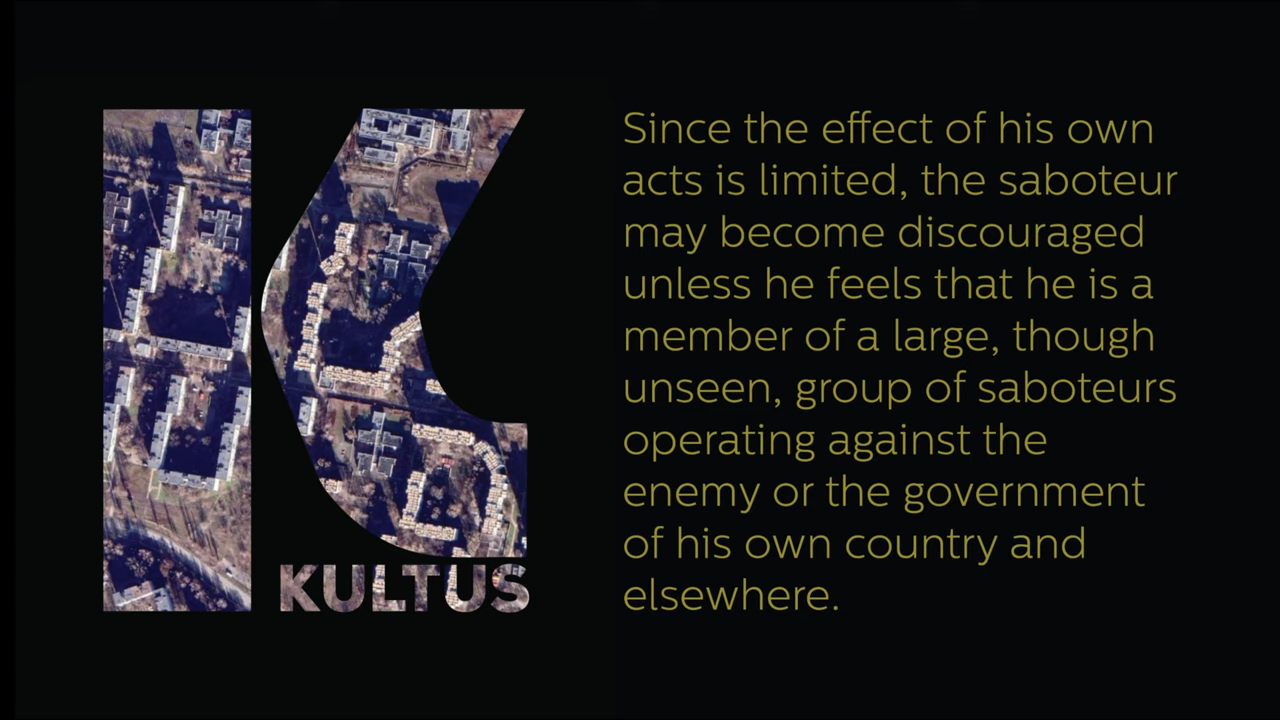 K
KULTUS
Since the effect of his own
acts is limited, the saboteur
may become discouraged
unless he feels that he is a
member of a large, though
unseen, group of saboteurs
operating against the
enemy or the government
of his own country and
elsewhere.